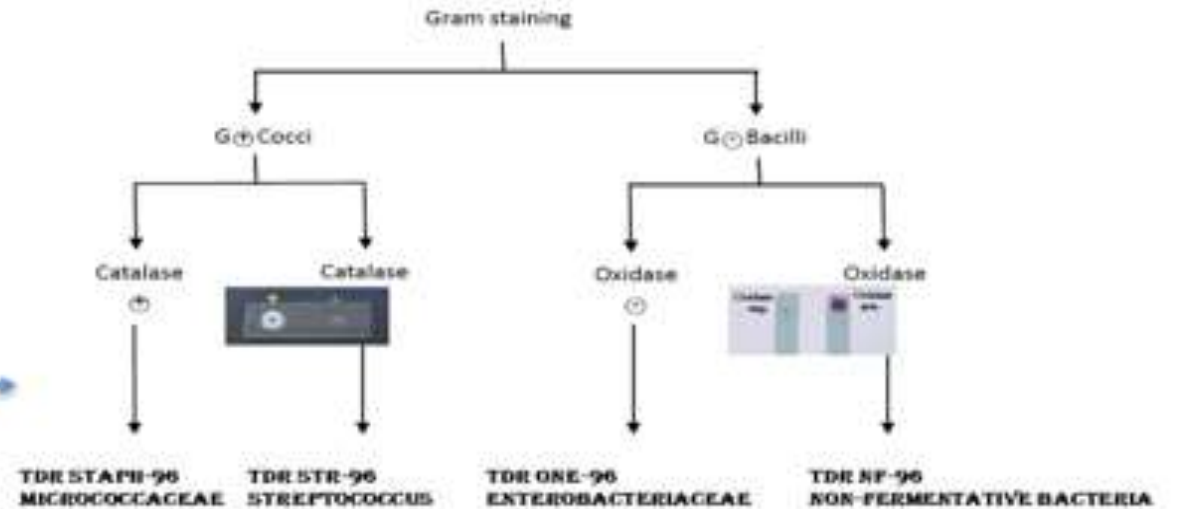 Gram staining
G⊕Cocci
G⊖Bacilli
Catalase
Catalase
Oxidase
Oxidase
⊕
⊖
TDR STAPH-96
MICROCOCCACEAE
TDR STR-96
STREPTOCOCCUS
TDR ONE-96
ENTEROBACTERIACEAE
TDR NF-96
NON-FERMENTATIVE BACTERIA